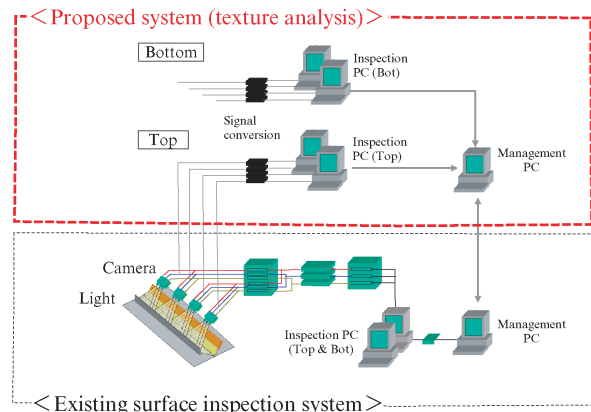 <Proposed system (texture analysis)>
Bottom
Inspection
PC (Bot)
Signal
conversion
Top
Inspection
PC (Top)
Management
PC
Camera
Light
Inspection PC
(Top & Bot)
Management
PC
<Existing surface inspection system>